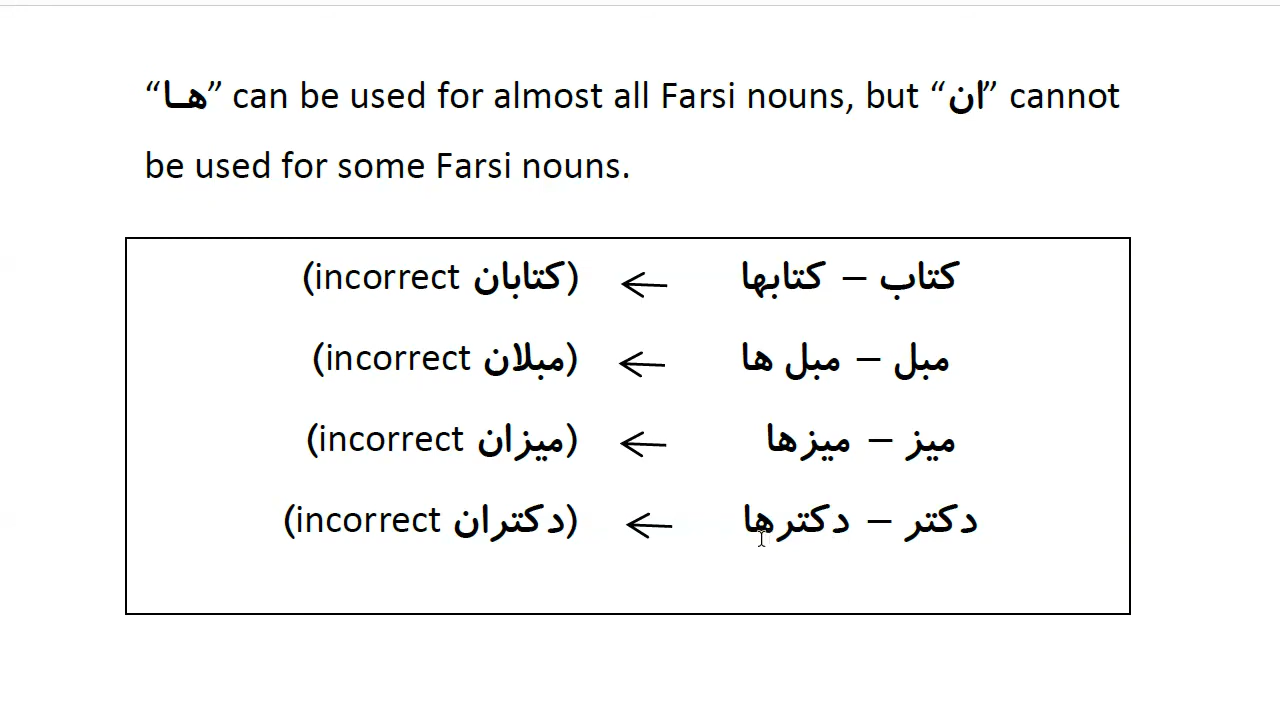 “هـا” can be used for almost all Farsi nouns, but “ان” cannot
be used for some Farsi nouns.
کتاب – کتابها ← (کتابان incorrect)
مبل – مبل ها ← (مبلان incorrect)
میز – میزها ← (میزان incorrect)
دکتر – دکترها ← (دکتران incorrect)